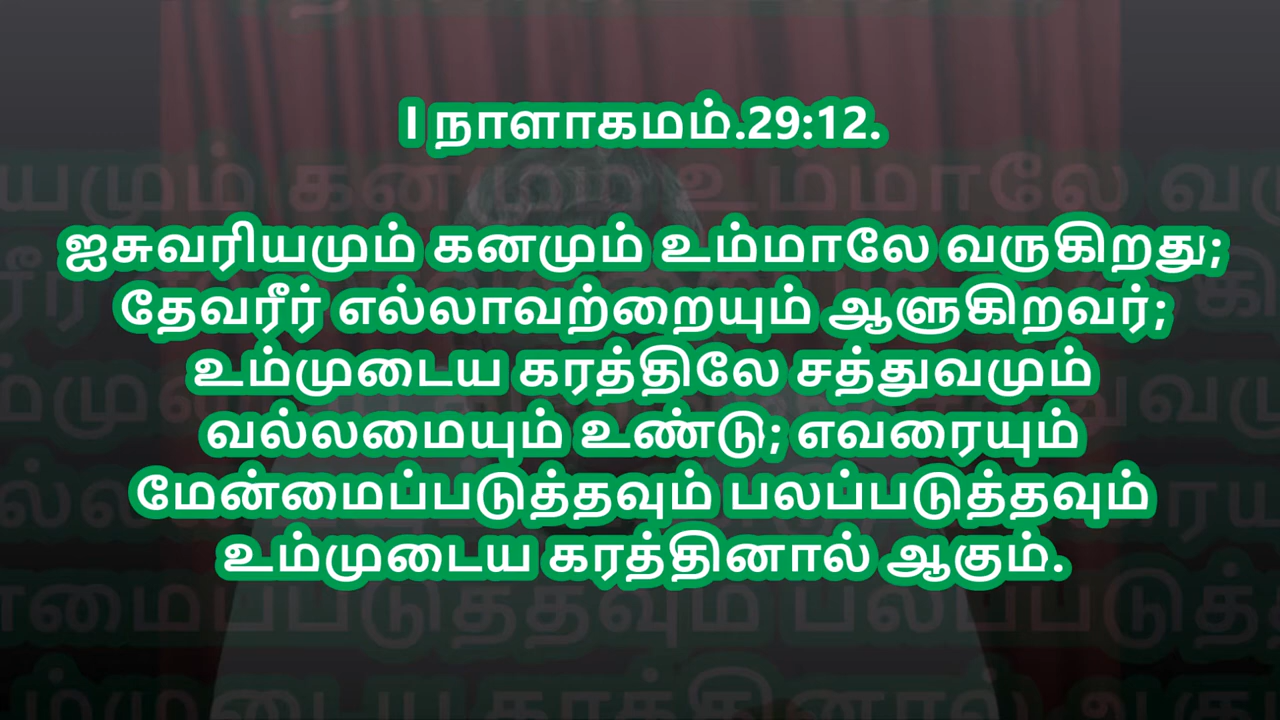 I நாளாகமம்.29:12.
ஐசுவரியமும் கனமும் உம்மாலே வருகிறது;
தேவரீர் எல்லாவற்றையும் ஆளுகிறவர்;
உம்முடைய கரத்திலே சத்துவமும்
வல்லமையும் உண்டு; எவரையும்
மேன்மைப்படுத்தவும் பலப்படுத்தவும்
உம்முடைய கரத்தினால் ஆகும்.